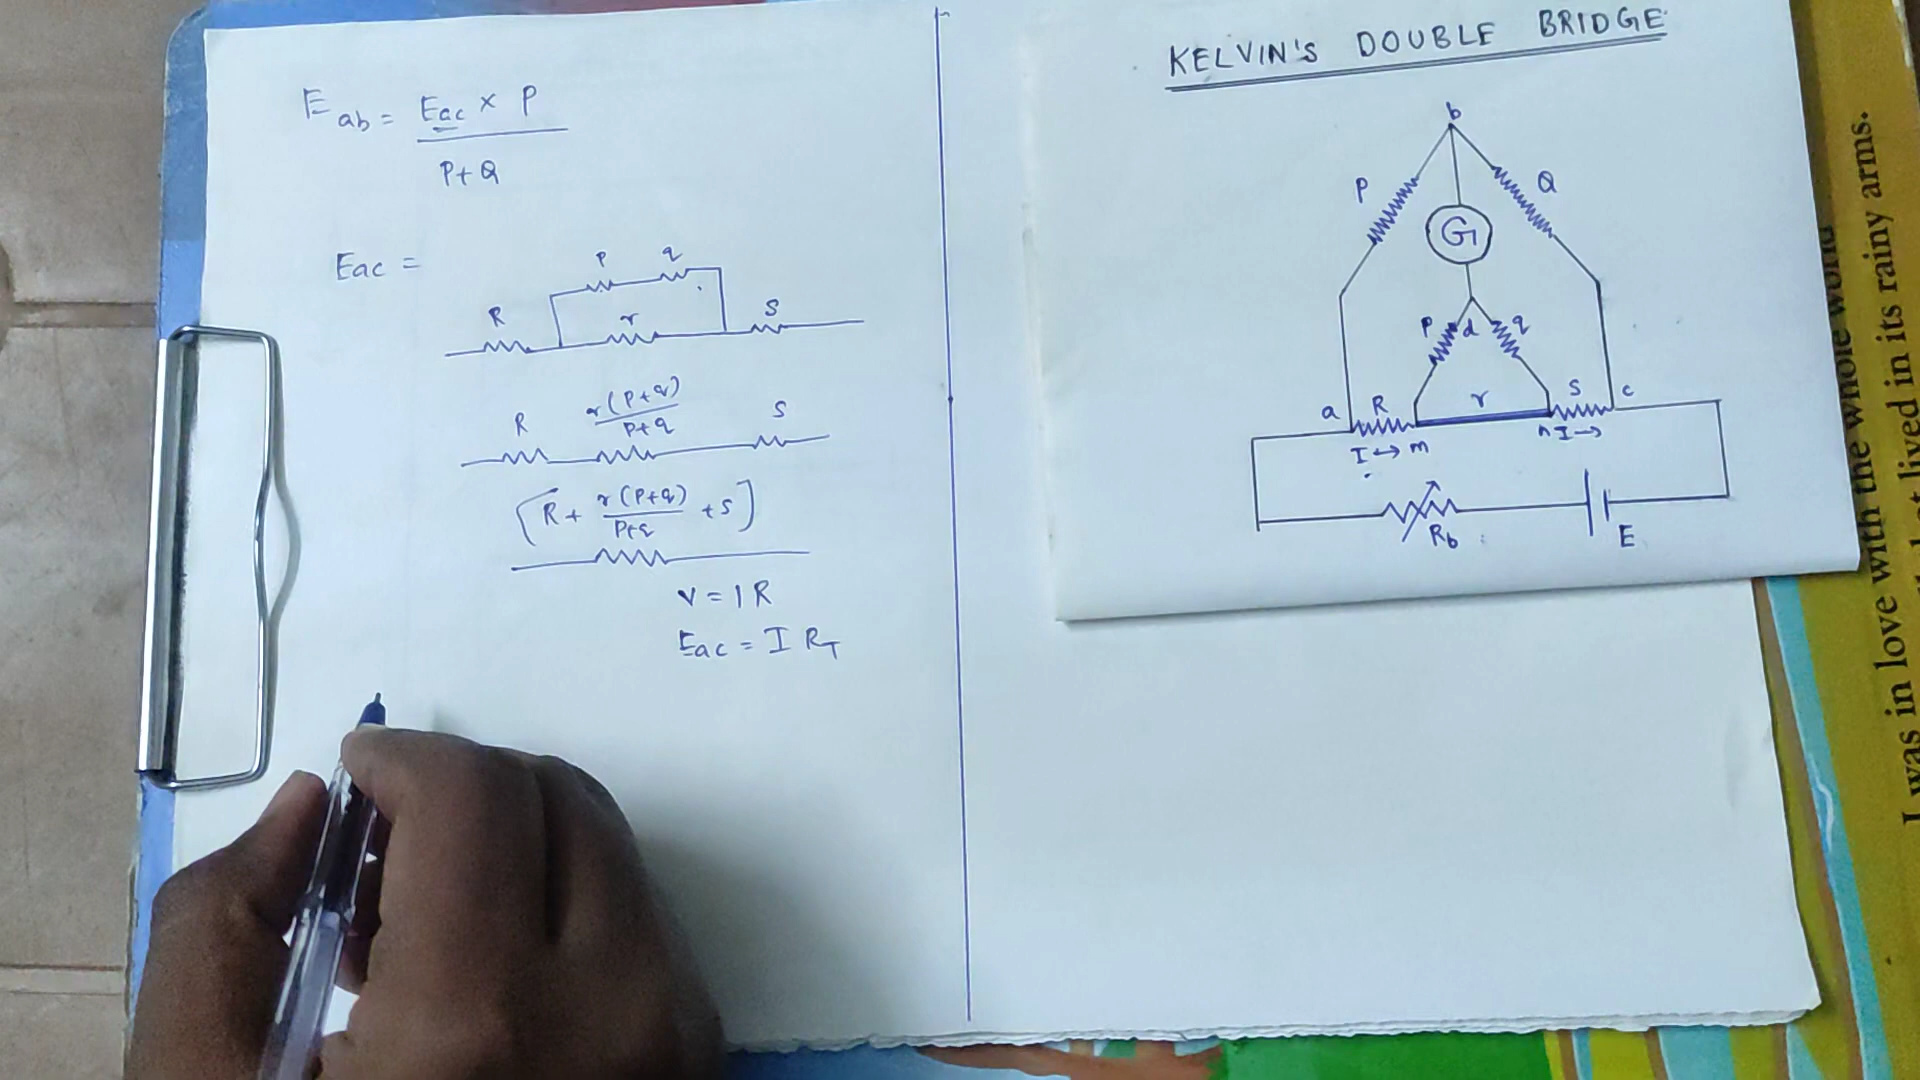 E ab = Eac × P
P+Q
Eac =
P q
R r S
R r(P+q) S
P+q
[R + r(P+q) + S]
P+q
V = IR
Eac = I RT
KELVIN'S DOUBLE BRIDGE
b
P Q
G
P d q
a R r S c
I → m n I →
Rb E
I was in love with the whole world
lived in its rainy arms.